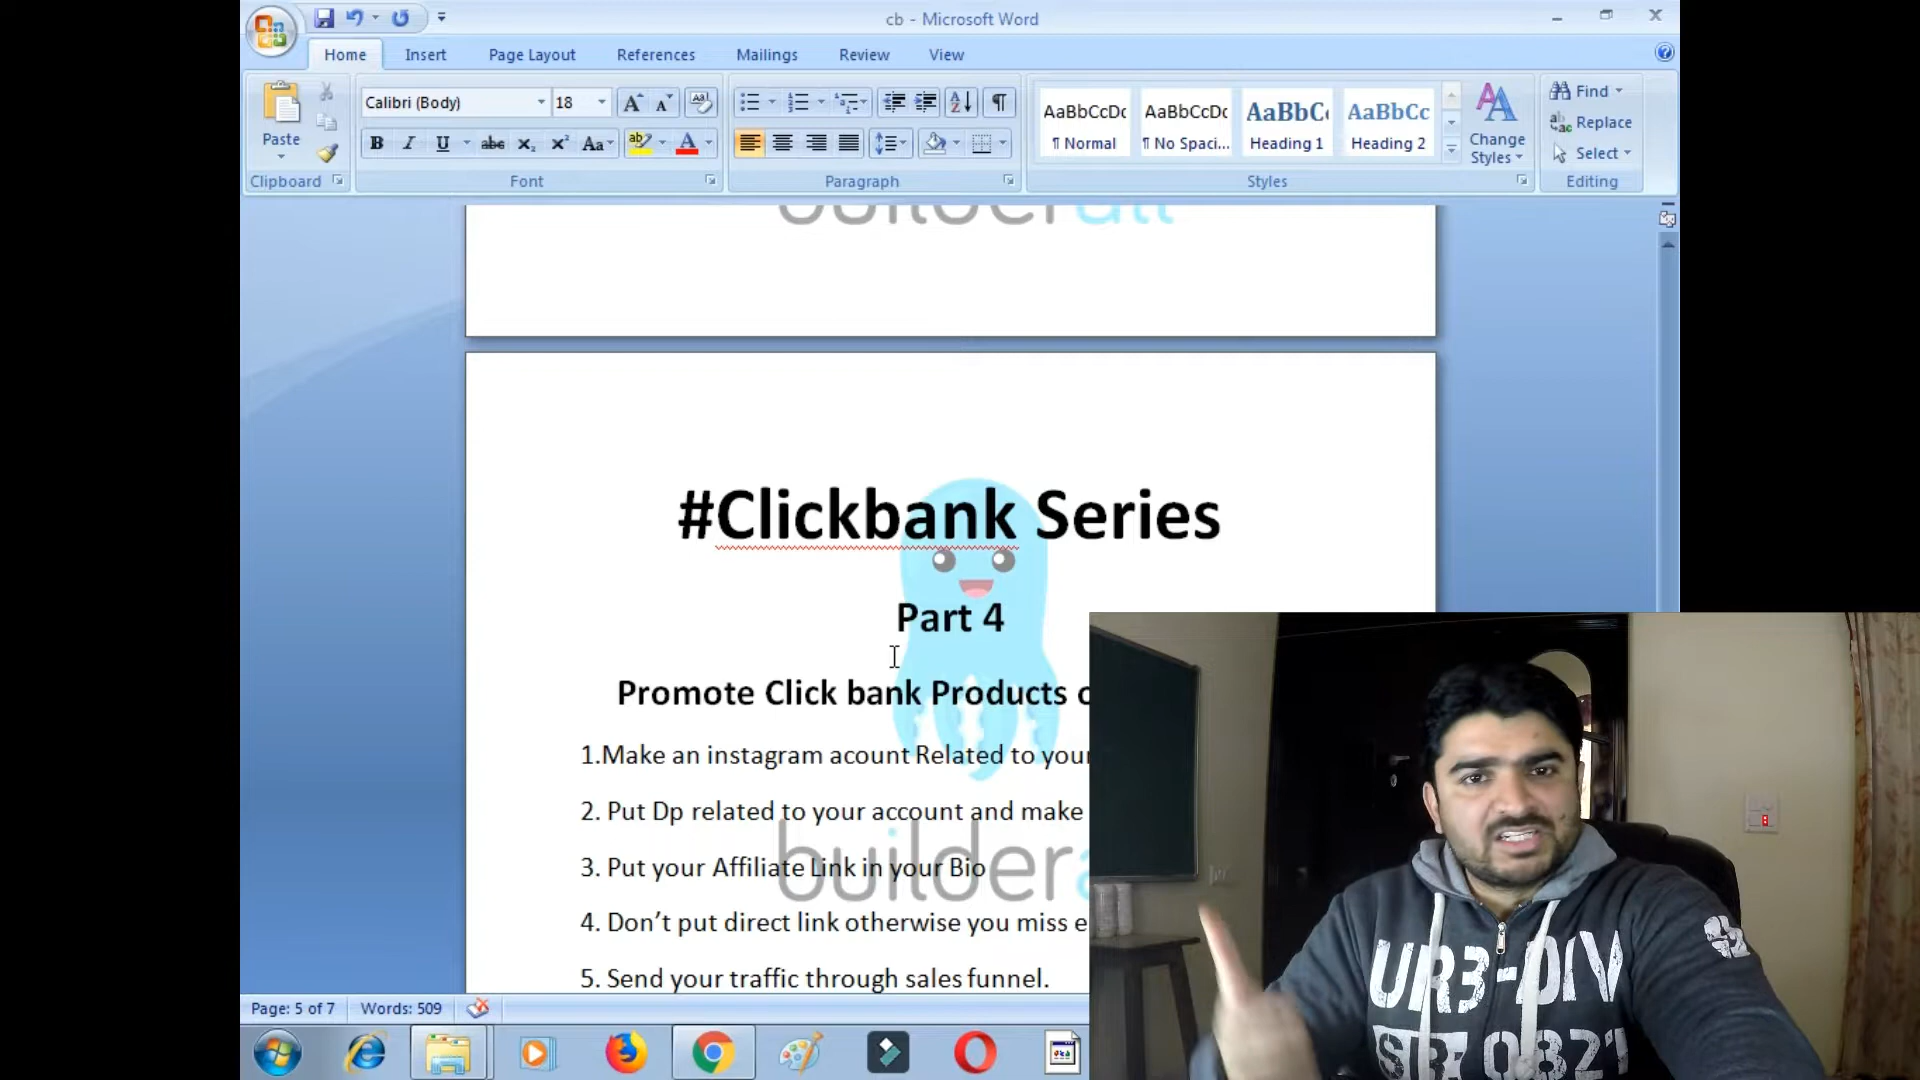 cb - Microsoft Word
Home Insert Page Layout References Mailings Review View
Calibri (Body) 18
AaBbCcDc AaBbCcDc AaBbC AaBbCc
Find
Replace
Select
Paste
¶ Normal ¶ No Spaci... Heading 1 Heading 2
Change
Styles
Clipboard Font Paragraph Styles Editing
builderall
#Clickbank Series
Part 4
Promote Click bank Products
1.Make an instagram acount Related to your
2. Put Dp related to your account and make
3. Put your Affiliate Link in your Bio
4. Don’t put direct link otherwise you miss
5. Send your traffic through sales funnel.
builder
Page: 5 of 7 Words: 509
UR3-DIV
0821